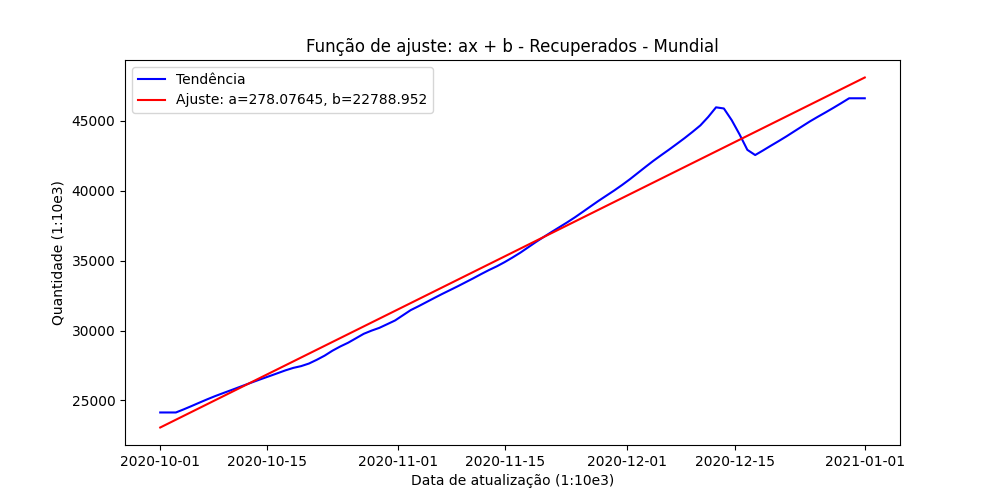 Função de ajuste: ax + b - Recuperados - Mundial
Tendência
Ajuste: a=278.07645, b=22788.952
45000
40000
35000
30000
25000
Quantidade (1:10e3)
2020-10-01 2020-10-15 2020-11-01 2020-11-15 2020-12-01 2020-12-15 2021-01-01
Data de atualização (1:10e3)